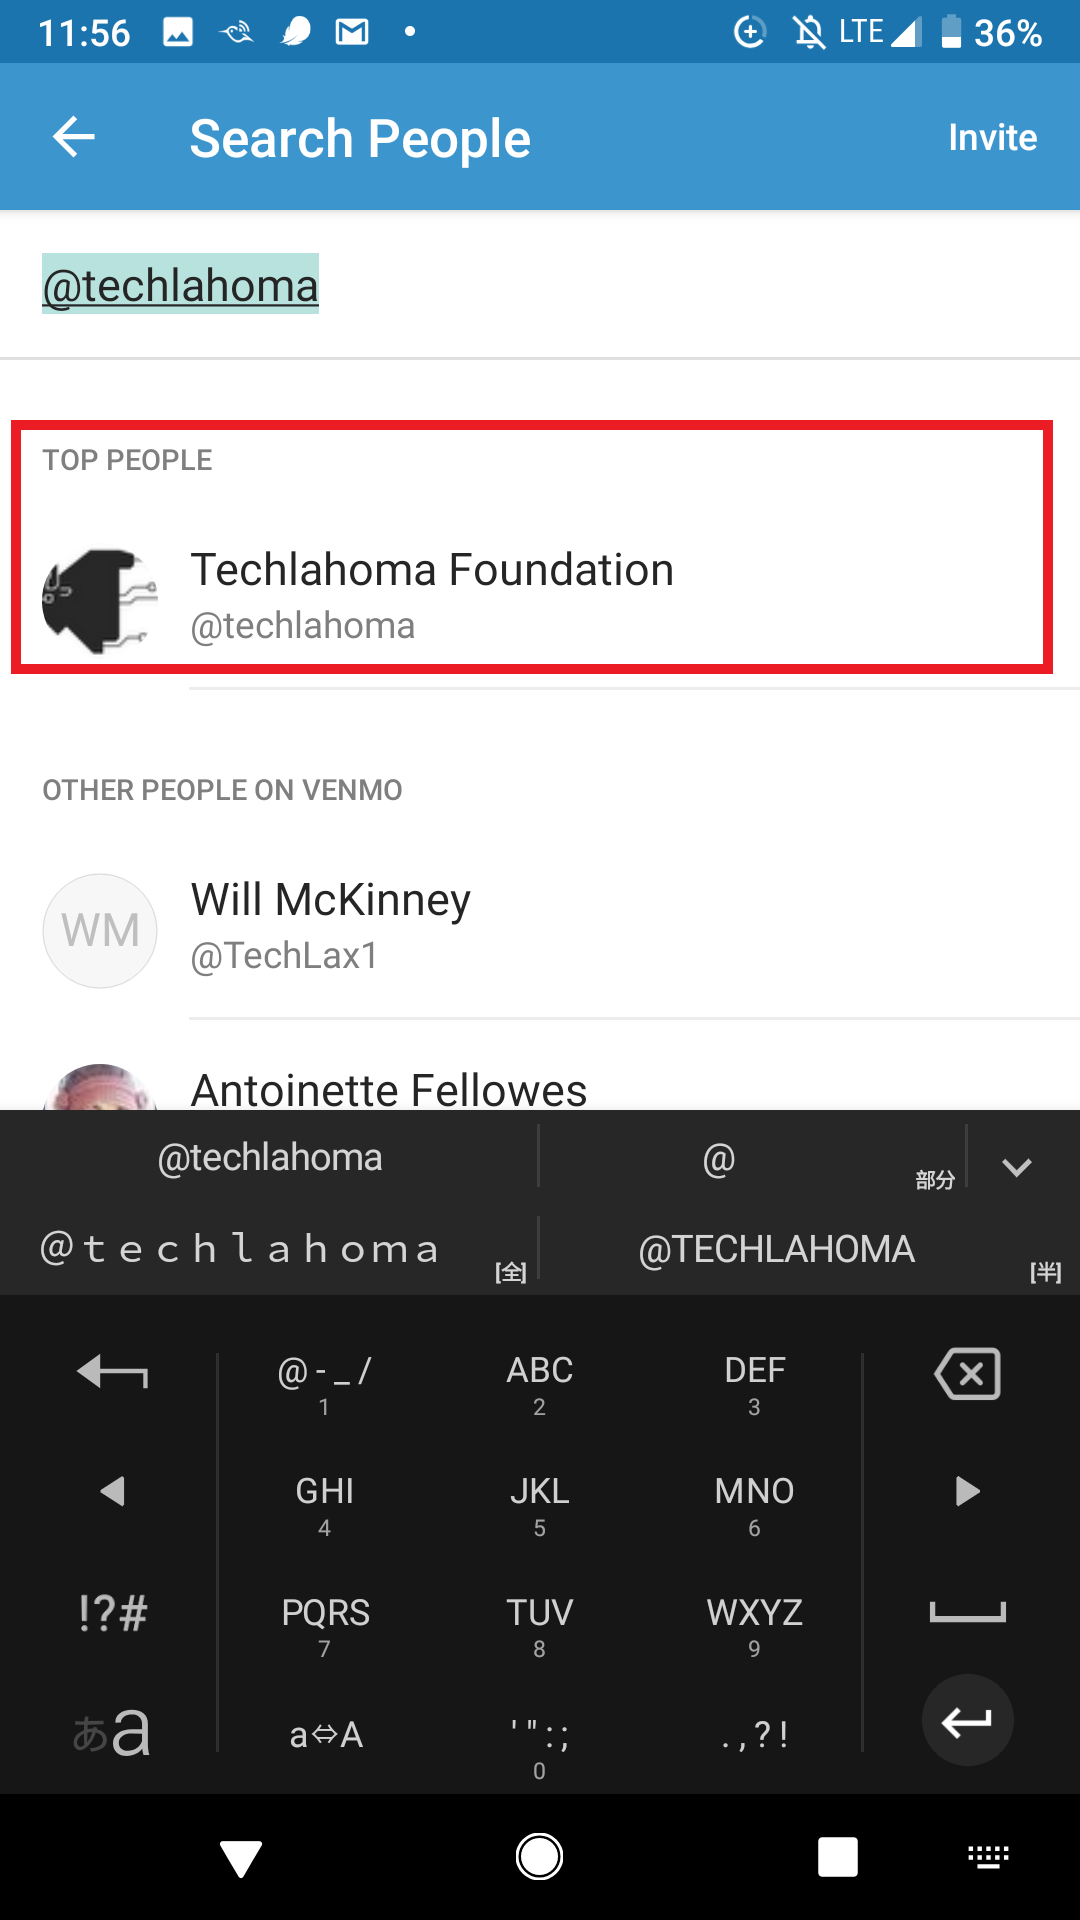 11:56 LTE 36%
Search People Invite
@techlahoma
TOP PEOPLE
Techlahoma Foundation
@techlahoma
OTHER PEOPLE ON VENMO
WM
Will McKinney
@TechLax1
Antoinette Fellowes
@techlahoma @ 部分
@ｔｅｃｈｌａｈｏｍａ [全] @TECHLAHOMA [半]
@-_/ ABC DEF
1 2 3
GHI JKL MNO
4 5 6
!?# PQRS TUV WXYZ
7 8 9
あa a⇔A '":; .,?!
0